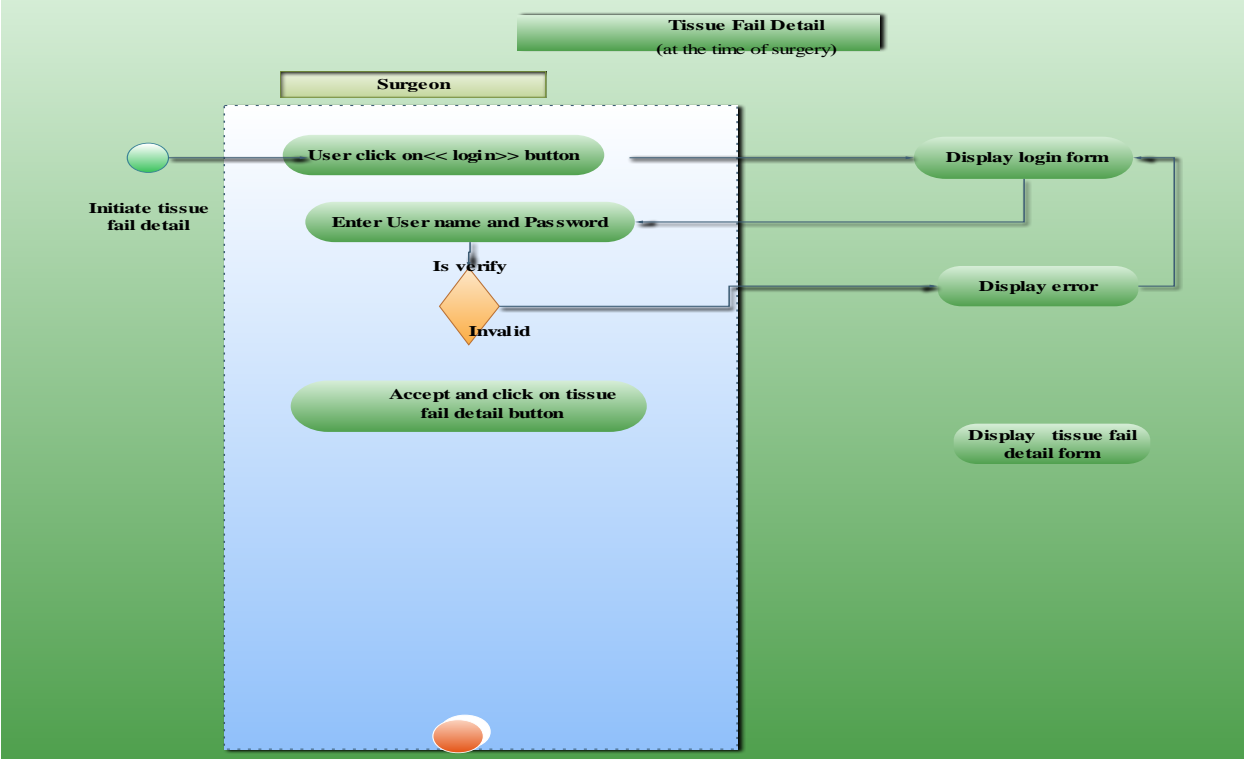 Tissue Fail Detail
(at the time of surgery)
Surgeon
User click on<< login>> button
Display login form
Initiate tissue
fail detail
Enter User name and Password
Is verify
Display error
Invalid
Accept and click on tissue
fail detail button
Display tissue fail
detail form